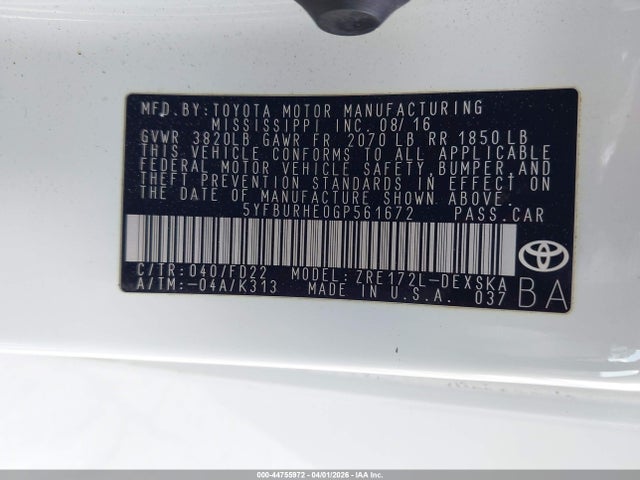 MFD.BY:TOYOTA MOTOR MANUFACTURING
MISSISSIPPI INC. 08/16
GVWR 3820LB GAWR FR 2070 LB RR 1850 LB
THIS VEHICLE CONFORMS TO ALL APPLICABLE
FEDERAL MOTOR VEHICLE SAFETY,BUMPER,AND
THEFT PREVENTION STANDARDS IN EFFECT ON
THE DATE OF MANUFACTURE SHOWN ABOVE.
5YFBURHE0GP561672 PASS.CAR
C/TR:040/FD22 MODEL:ZRE172L-DEXSKA
A/TM:-04A/K313 MADE IN U.S.A. 037
BA
TOYOTA
000-44755972 - 04/01/2026 - IAAI Inc.